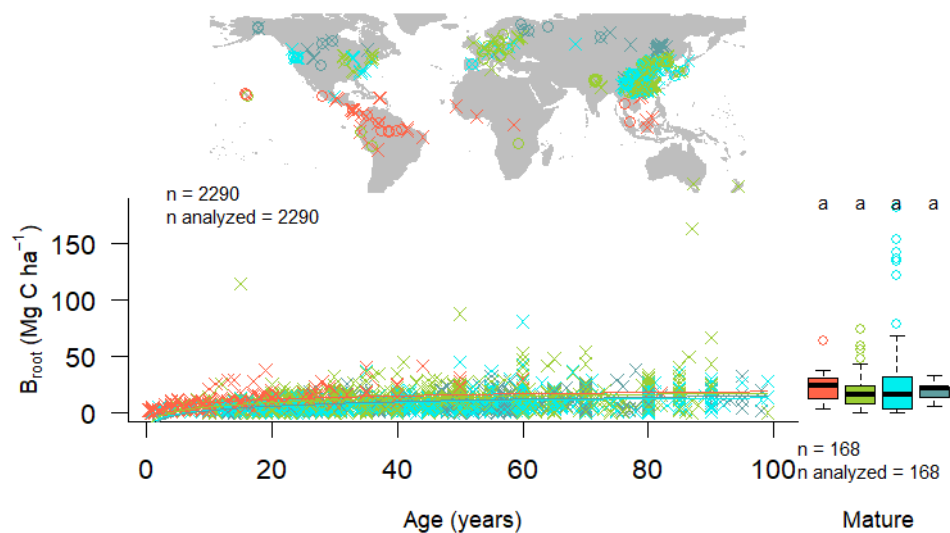 n = 2290
n analyzed = 2290
a a a a
150
100
50
0
B_root (Mg C ha⁻¹)
0 20 40 60 80 100
n = 168
n analyzed = 168
Age (years)
Mature